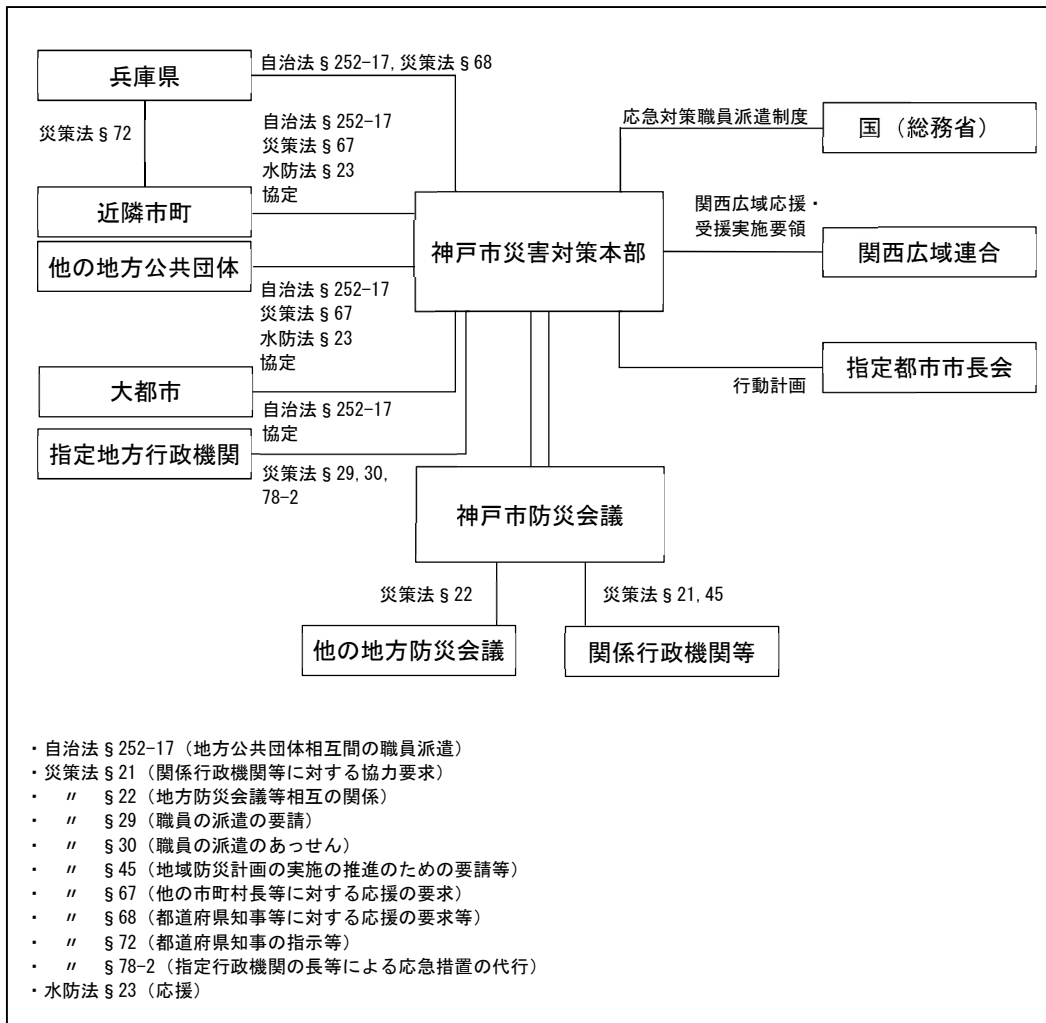 兵庫県
自治法§252-17, 災策法§68
災策法§72
自治法§252-17
災策法§67
水防法§23
協定
近隣市町
他の地方公共団体
自治法§252-17
災策法§67
水防法§23
協定
大都市
自治法§252-17
協定
指定地方行政機関
災策法§29, 30,
78-2
神戸市災害対策本部
応急対策職員派遣制度
国（総務省）
関西広域応援・
受援実施要領
関西広域連合
指定都市市長会
行動計画
神戸市防災会議
災策法§22
災策法§21, 45
他の地方防災会議
関係行政機関等
・自治法§252-17（地方公共団体相互間の職員派遣）
・災策法§21（関係行政機関等に対する協力要求）
・　〃　§22（地方防災会議等相互の関係）
・　〃　§29（職員の派遣の要請）
・　〃　§30（職員の派遣のあっせん）
・　〃　§45（地域防災計画の実施の推進のための要請等）
・　〃　§67（他の市町村長等に対する応援の要求）
・　〃　§68（都道府県知事等に対する応援の要求等）
・　〃　§72（都道府県知事の指示等）
・　〃　§78-2（指定行政機関の長等による応急措置の代行）
・水防法§23（応援）